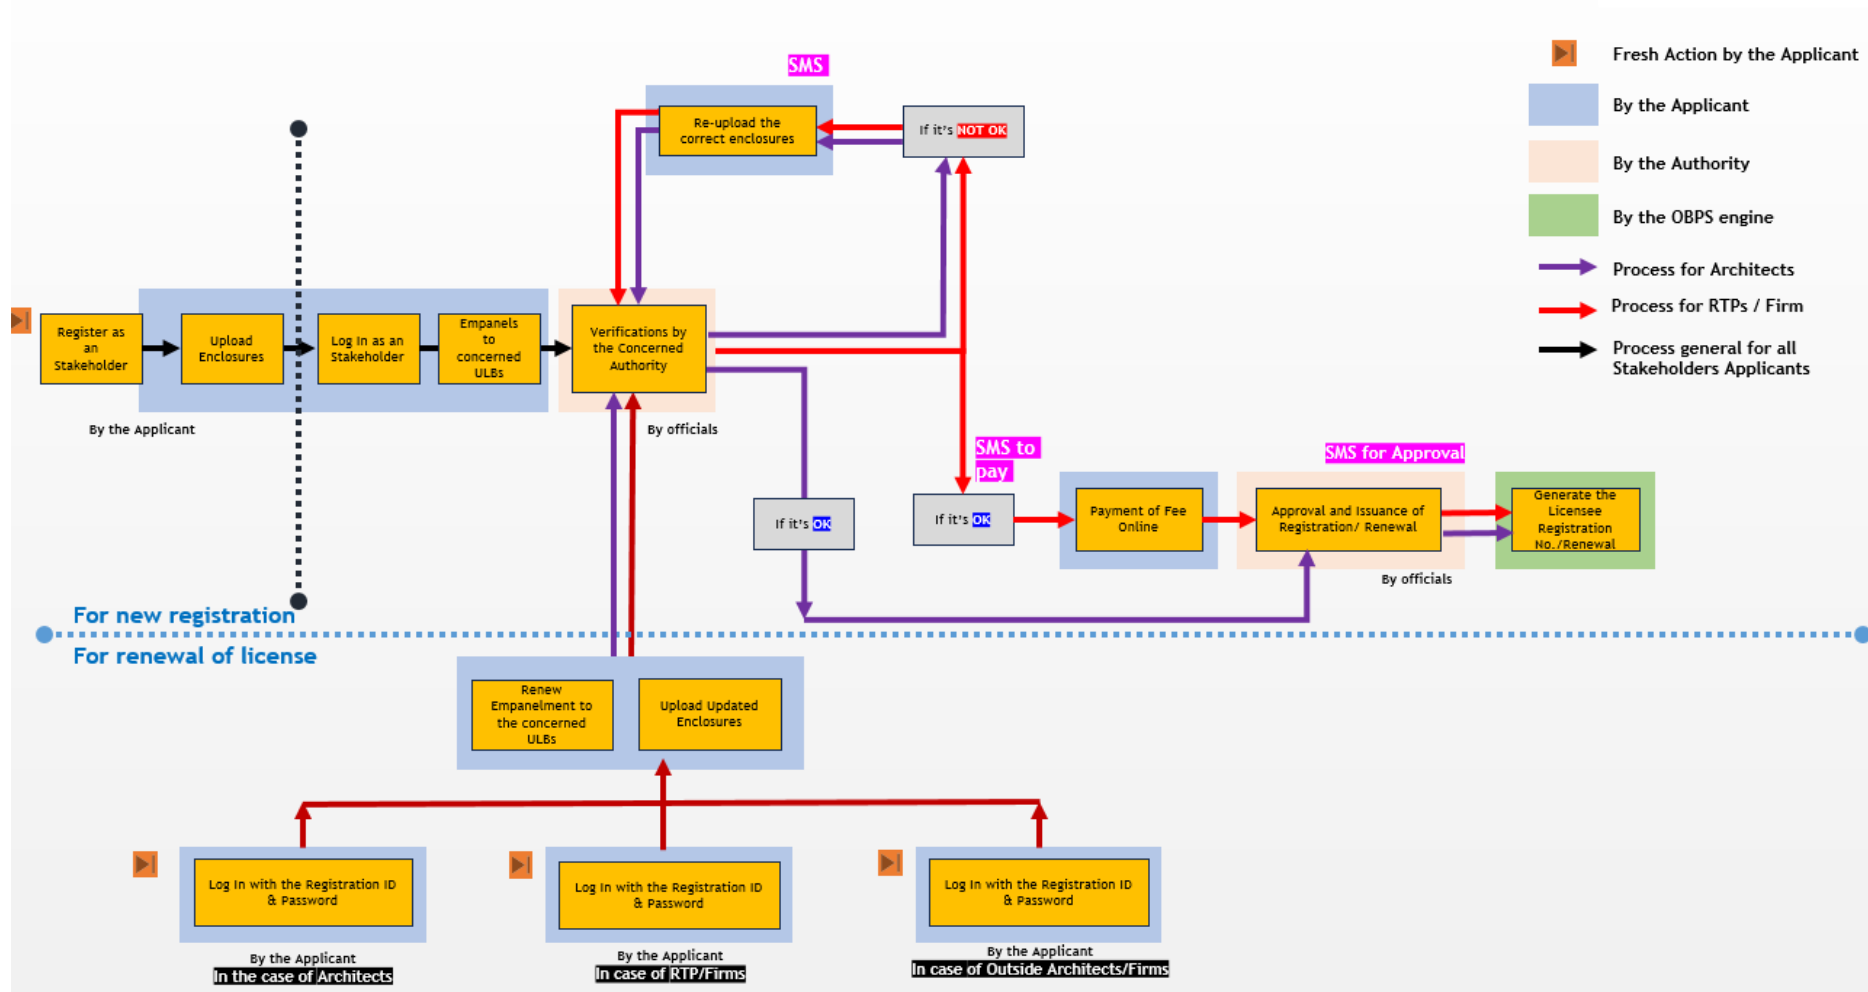 SMS
Re-upload the
correct enclosures
If it's NOT OK
Fresh Action by the Applicant
By the Applicant
By the Authority
By the OBPS engine
Process for Architects
Process for RTPs / Firm
Process general for all
Stakeholders Applicants
Register as
an
Stakeholder
Upload
Enclosures
Log In as an
Stakeholder
Empanels
to
concerned
ULBs
Verifications by
the Concerned
Authority
By the Applicant
By officials
SMS to
pay
SMS for Approval
If it's OK
If it's OK
Payment of Fee
Online
Approval and Issuance of
Registration/ Renewal
Generate the
Licensee
Registration
No./Renewal
By officials
For new registration
For renewal of license
Renew
Empanelment to
the concerned
ULBs
Upload Updated
Enclosures
Log In with the Registration ID
& Password
By the Applicant
In the case of Architects
Log In with the Registration ID
& Password
By the Applicant
In case of RTP/Firms
Log In with the Registration ID
& Password
By the Applicant
In case of Outside Architects/Firms